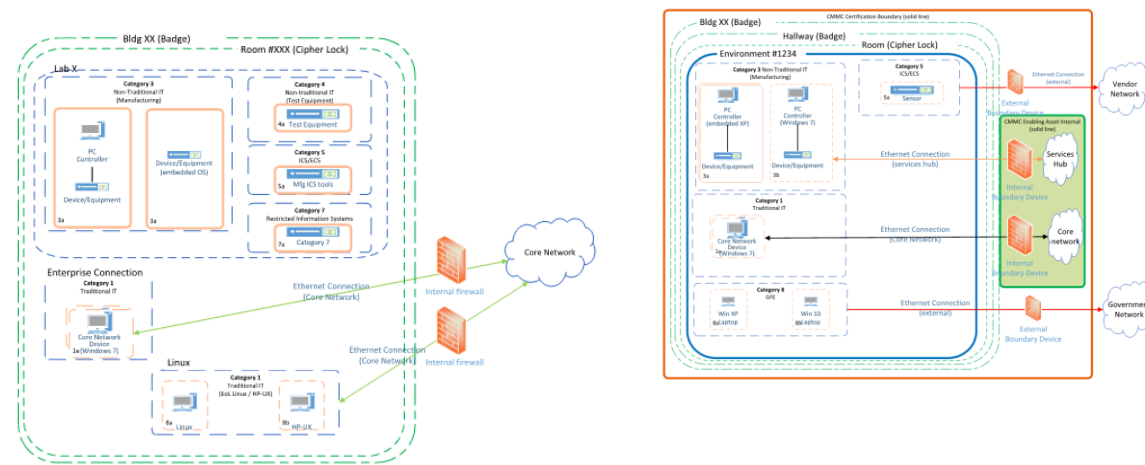 Bldg XX (Badge)
Room #XXX (Cipher Lock)
Lab X
Category 3
Non-Traditional IT
(Manufacturing)
PC
Controller
Device/Equipment
3a
Device/Equipment
(embedded OS)
3a
Category 4
Non-traditional IT
(Test Equipment)
4a
Test Equipment
Category 5
ICS/ECS
5a
Mfg ICS tools
Category 7
Restricted Information Systems
7a
Category 7
Enterprise Connection
Category 1
Traditional IT
Core Network
Device
1e
(Windows 7)
Linux
Category 1
Traditional IT
(EoL Linux / HP-UX)
8a
Linux
8b
HP-UX
Ethernet Connection
(Core Network)
Internal firewall
Ethernet Connection
(Core Network)
Internal firewall
Core Network
CMMC Certification Boundary (solid line)
Bldg XX (Badge)
Hallway (Badge)
Room (Cipher Lock)
Environment #1234
Category 3 Non-Traditional IT
(Manufacturing)
PC
Controller
(embedded XP)
Device/Equipment
3a
PC
Controller
(Windows 7)
Device/Equipment
3b
Category 5
ICS/ECS
5a
Sensor
Category 1
Traditional IT
Core Network
Device
(Windows 7)
Category 8
GFE
Win XP
Laptop
Win 10
Laptop
Ethernet Connection
(external)
External
Boundary Device
Vendor
Network
CMMC Enabling Asset Internal
(solid line)
Ethernet Connection
(services hub)
Internal
Boundary Device
Services
Hub
Ethernet Connection
(Core Network)
Internal
Boundary Device
Core
-network
Ethernet Connection
(external)
External
Boundary Device
Government
Network